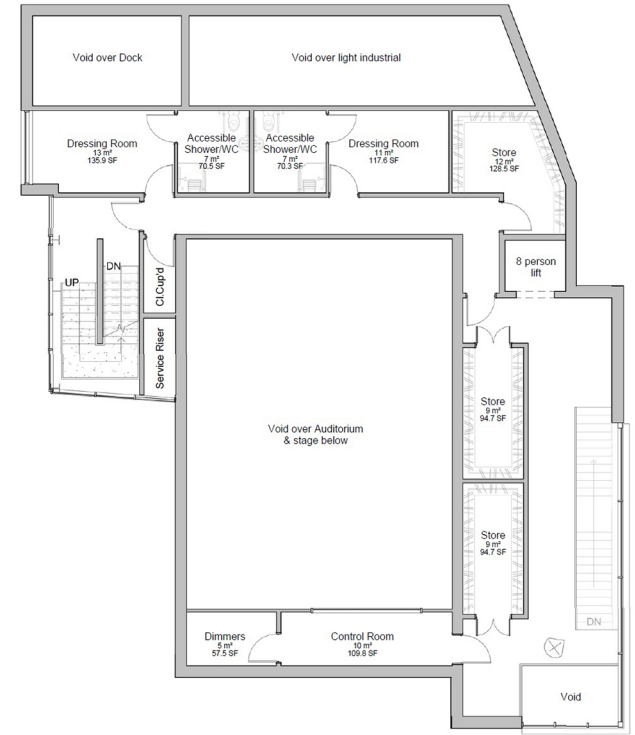 Void over Dock
Void over light industrial
Dressing Room
13 m²
135.9 SF
Accessible
Shower/WC
7 m²
70.5 SF
Accessible
Shower/WC
7 m²
70.3 SF
Dressing Room
11 m²
117.6 SF
Store
12 m²
128.5 SF
8 person
lift
UP
DN
Cl.Cup'd
Service Riser
Void over Auditorium
& stage below
Store
9 m²
94.7 SF
Store
9 m²
94.7 SF
DN
Dimmers
5 m²
57.5 SF
Control Room
10 m²
109.8 SF
Void